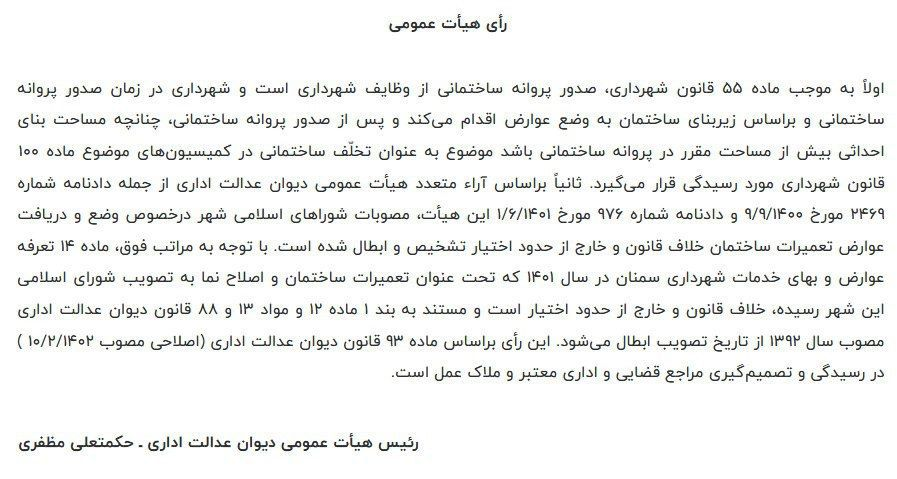 رأی هیأت عمومی
اولاً به موجب ماده ۵۵ قانون شهرداری، صدور پروانه ساختمانی از وظایف شهرداری است و شهرداری در زمان صدور پروانه
ساختمانی و براساس زیربنای ساختمان به وضع عوارض اقدام می‌کند و پس از صدور پروانه ساختمانی، چنانچه مساحت بنای
احداثی بیش از مساحت مقرر در پروانه ساختمانی باشد موضوع به عنوان تخلّف ساختمانی در کمیسیون‌های موضوع ماده ۱۰۰
قانون شهرداری مورد رسیدگی قرار می‌گیرد. ثانیاً براساس آراء متعدد هیأت عمومی دیوان عدالت اداری از جمله دادنامه شماره
۲۴۶۹ مورخ ۹/۹/۱۴۰۰ و دادنامه شماره ۹۷۶ مورخ ۱/۶/۱۴۰۱ این هیأت، مصوبات شوراهای اسلامی شهر درخصوص وضع و دریافت
عوارض تعمیرات ساختمان خلاف قانون و خارج از حدود اختیار تشخیص و ابطال شده است. با توجه به مراتب فوق، ماده ۱۴ تعرفه
عوارض و بهای خدمات شهرداری سمنان در سال ۱۴۰۱ که تحت عنوان تعمیرات ساختمان و اصلاح نما به تصویب شورای اسلامی
این شهر رسیده، خلاف قانون و خارج از حدود اختیار است و مستند به بند ۱ ماده ۱۲ و مواد ۱۳ و ۸۸ قانون دیوان عدالت اداری
مصوب سال ۱۳۹۲ از تاریخ تصویب ابطال می‌شود. این رأی براساس ماده ۹۳ قانون دیوان عدالت اداری (اصلاحی مصوب ۱۰/۲/۱۴۰۲ )
در رسیدگی و تصمیم‌گیری مراجع قضایی و اداری معتبر و ملاک عمل است.
رئیس هیأت عمومی دیوان عدالت اداری ـ حکمتعلی مظفری